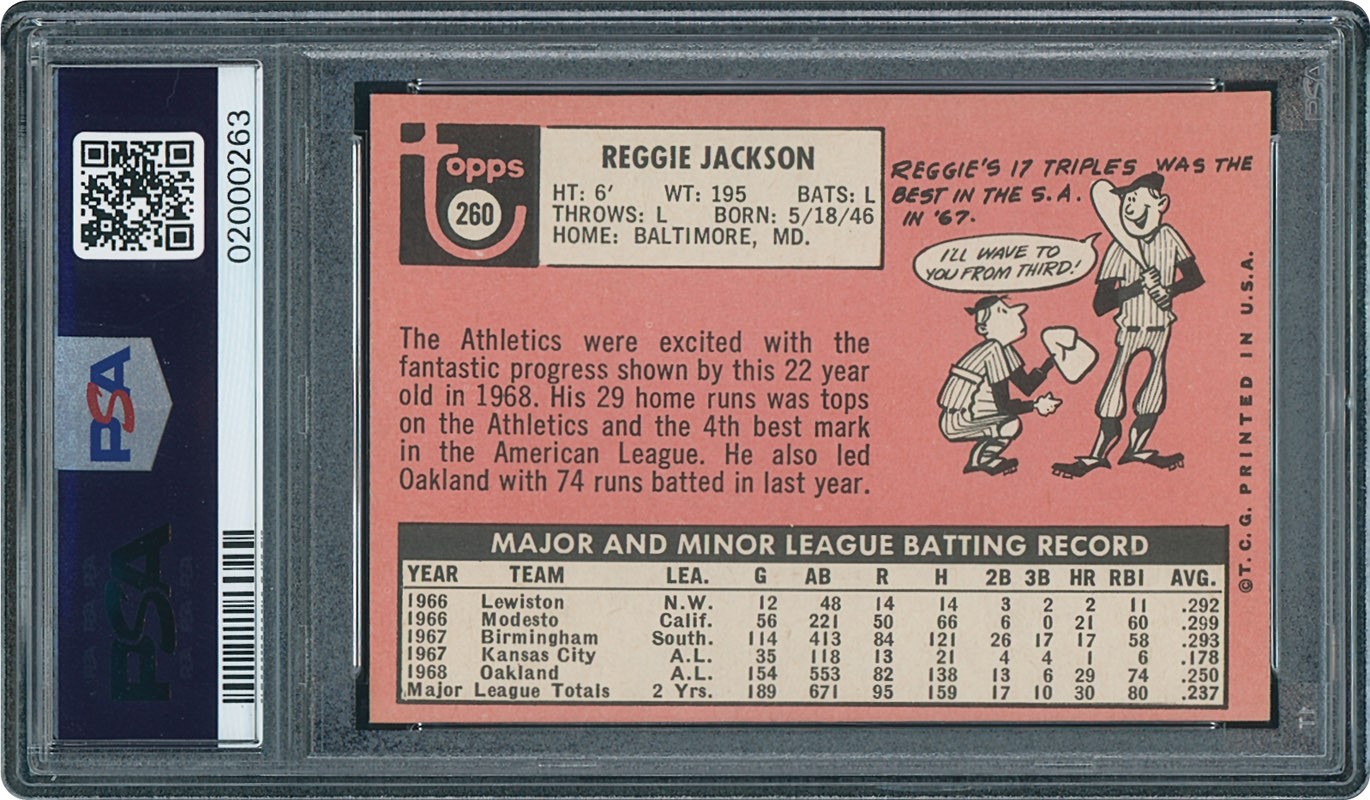 02000263
PSA
PSA
topps
260
REGGIE JACKSON
HT: 6' WT: 195 BATS: L
THROWS: L BORN: 5/18/46
HOME: BALTIMORE, MD.
REGGIE'S 17 TRIPLES WAS THE
BEST IN THE S.A.
IN '67.
I'LL WAVE TO
YOU FROM THIRD!
The Athletics were excited with the
fantastic progress shown by this 22 year
old in 1968. His 29 home runs was tops
on the Athletics and the 4th best mark
in the American League. He also led
Oakland with 74 runs batted in last year.
©T.C.G. PRINTED IN U.S.A.
MAJOR AND MINOR LEAGUE BATTING RECORD
YEAR TEAM LEA. G AB R H 2B 3B HR RBI AVG.
1966 Lewiston N.W. 12 48 14 14 3 2 2 11 .292
1966 Modesto Calif. 56 221 50 66 6 0 21 60 .299
1967 Birmingham South. 114 413 84 121 26 17 17 58 .293
1967 Kansas City A.L. 35 118 13 21 4 4 1 6 .178
1968 Oakland A.L. 154 553 82 138 13 6 29 74 .250
Major League Totals 2 Yrs. 189 671 95 159 17 10 30 80 .237
PSA